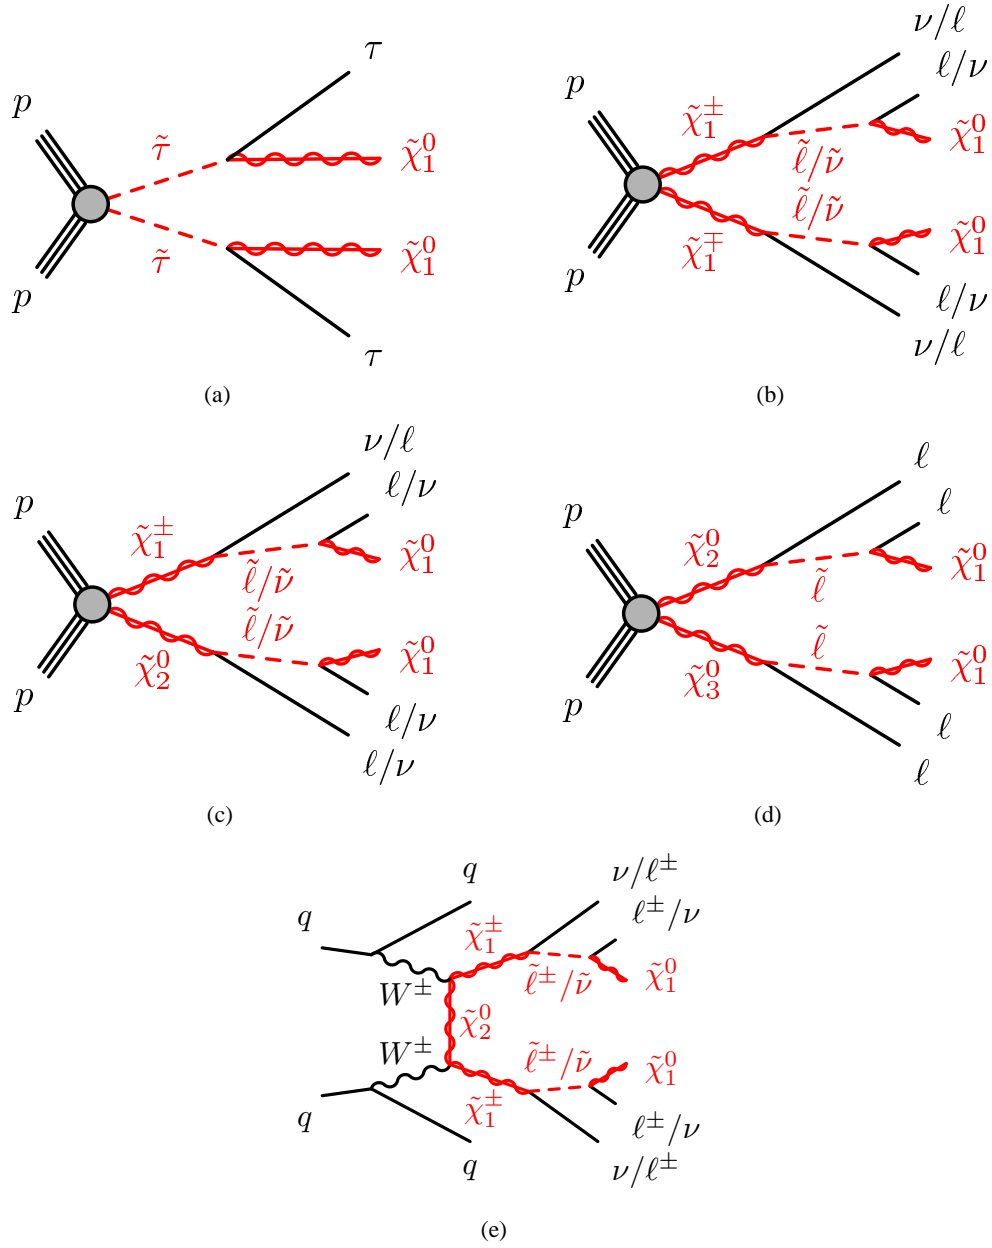 τ
p
τ̃
χ̃₁⁰
τ̃
χ̃₁⁰
p
τ
(a)
ν/ℓ
ℓ/ν
p
χ̃₁±
χ̃₁⁰
ℓ̃/ν̃
ℓ̃/ν̃
χ̃₁∓
χ̃₁⁰
p
ℓ/ν
ν/ℓ
(b)
ν/ℓ
ℓ/ν
p
χ̃₁±
χ̃₁⁰
ℓ̃/ν̃
ℓ̃/ν̃
χ̃₂⁰
χ̃₁⁰
p
ℓ/ν
ℓ/ν
(c)
ℓ
ℓ
p
χ̃₂⁰
χ̃₁⁰
ℓ̃
ℓ̃
χ̃₃⁰
χ̃₁⁰
p
ℓ
ℓ
(d)
q
ν/ℓ±
q
ℓ±/ν
χ̃₁±
W±
ℓ̃±/ν̃
χ̃₁⁰
χ̃₂⁰
W±
ℓ̃±/ν̃
χ̃₁⁰
χ̃₁±
q
ℓ±/ν
q
ν/ℓ±
(e)